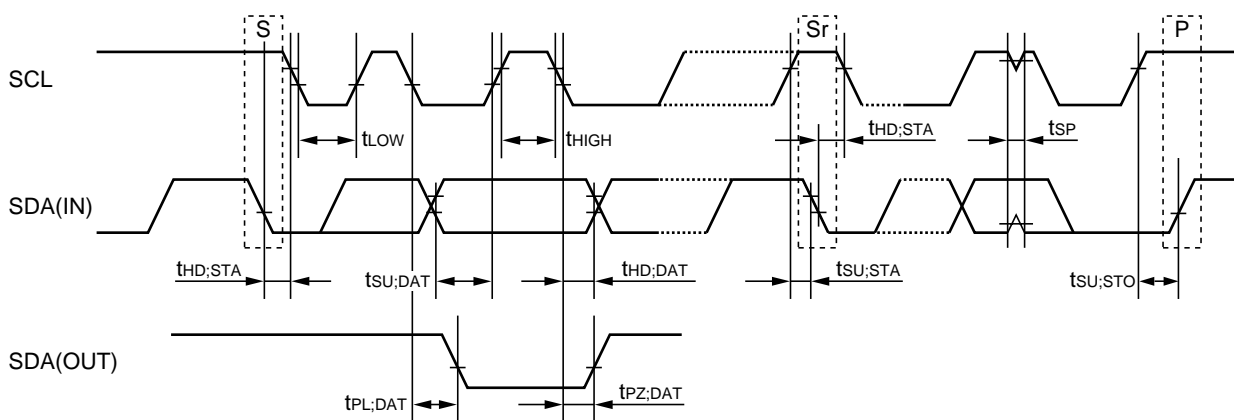 S Sr P
SCL
tLOW tHIGH tHD;STA tSP
SDA(IN)
tHD;STA tSU;DAT tHD;DAT tSU;STA tSU;STO
SDA(OUT)
tPL;DAT tPZ;DAT